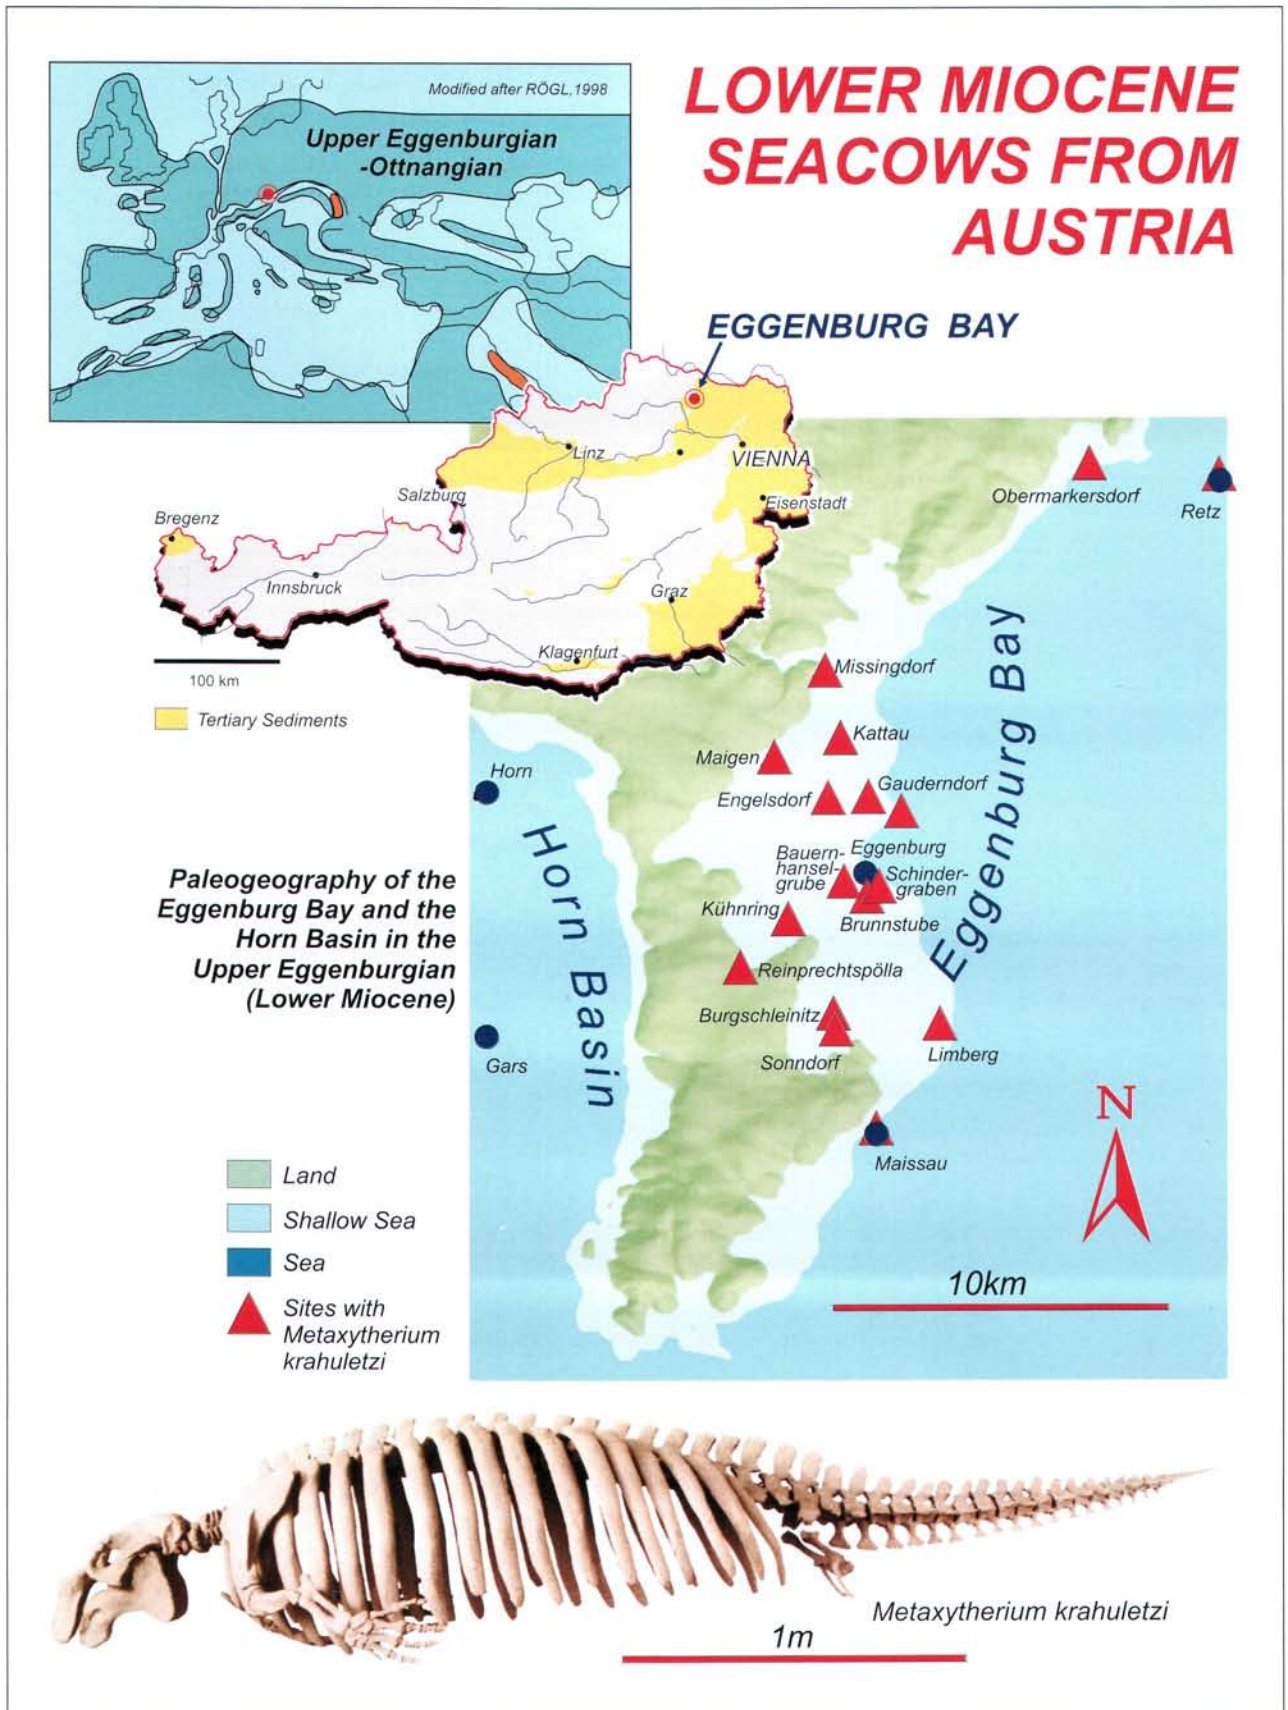 Modified after RÖGL,1998
Upper Eggenburgian
-Ottnangian
LOWER MIOCENE
SEACOWS FROM
AUSTRIA
EGGENBURG BAY
Linz
VIENNA
Salzburg
Eisenstadt
Bregenz
Innsbruck
Graz
Klagenfurt
100 km
Tertiary Sediments
Obermarkersdorf
Retz
Missingdorf
Kattau
Maigen
Horn
Gauderndorf
Engelsdorf
Eggenburg Bay
Horn Basin
Eggenburg
Bauern-
hansel-
grube
Schinder-
graben
Kühnring
Brunnstube
Reinprechtspölla
Burgschleinitz
Sonndorf
Limberg
Gars
Maissau
Paleogeography of the
Eggenburg Bay and the
Horn Basin in the
Upper Eggenburgian
(Lower Miocene)
N
Land
Shallow Sea
Sea
Sites with
Metaxytherium
krahuletzi
10km
Metaxytherium krahuletzi
1m